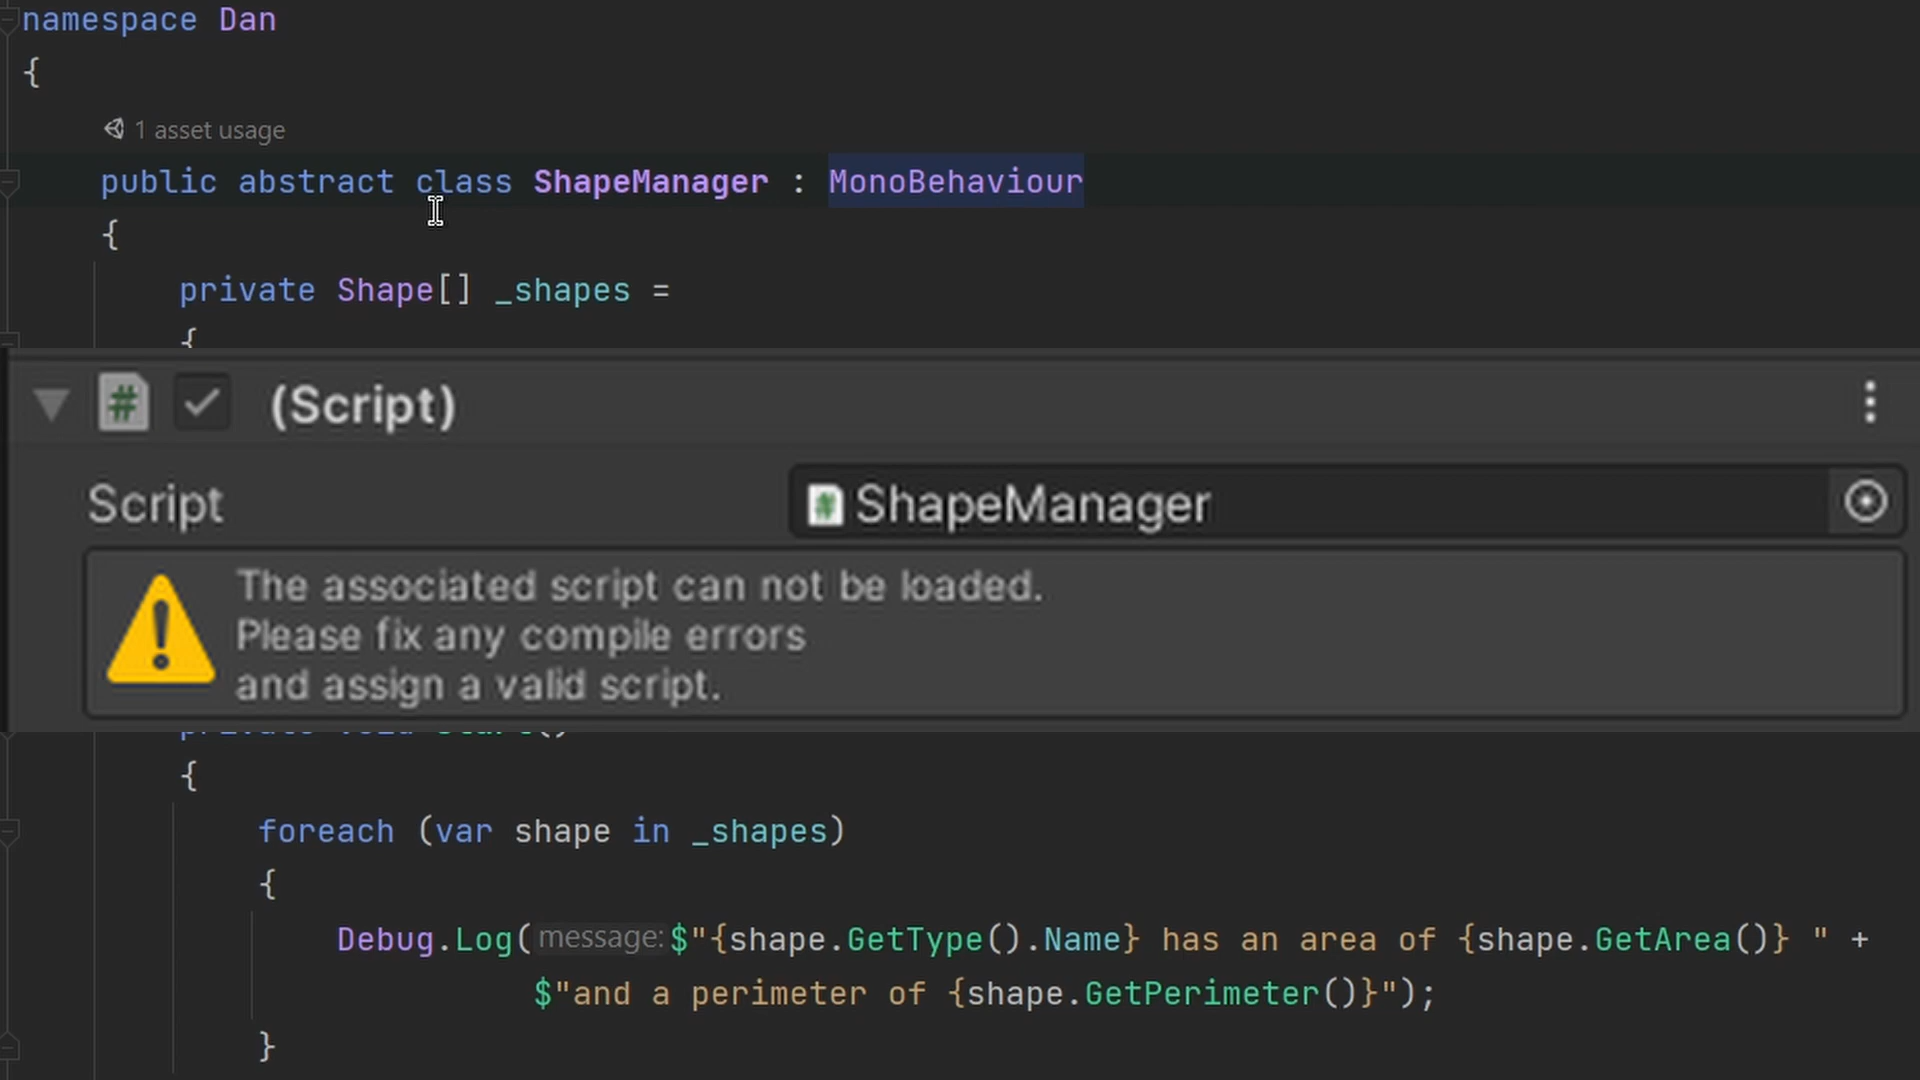 namespace Dan
{
1 asset usage
public abstract class ShapeManager : MonoBehaviour
{
private Shape[] _shapes =
{
# (Script)
Script # ShapeManager
The associated script can not be loaded.
Please fix any compile errors
and assign a valid script.
{
foreach (var shape in _shapes)
{
Debug.Log(message:$"{shape.GetType().Name} has an area of {shape.GetArea()} " +
$"and a perimeter of {shape.GetPerimeter()}");
}